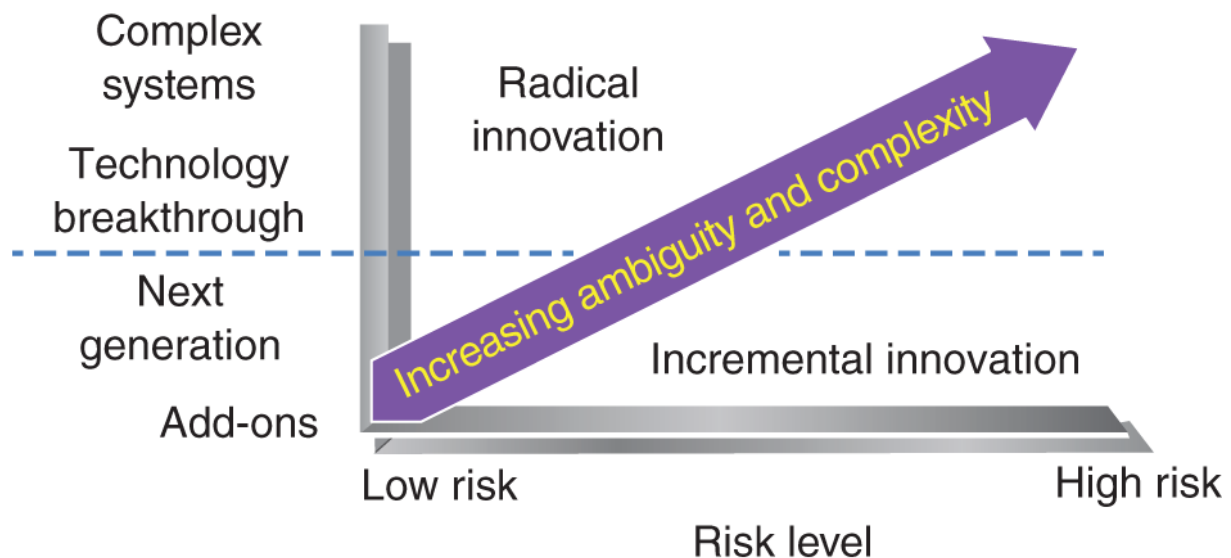 Complex
systems
Radical
innovation
Technology
breakthrough
Increasing ambiguity and complexity
Next
generation
Incremental innovation
Add-ons
Low risk
High risk
Risk level